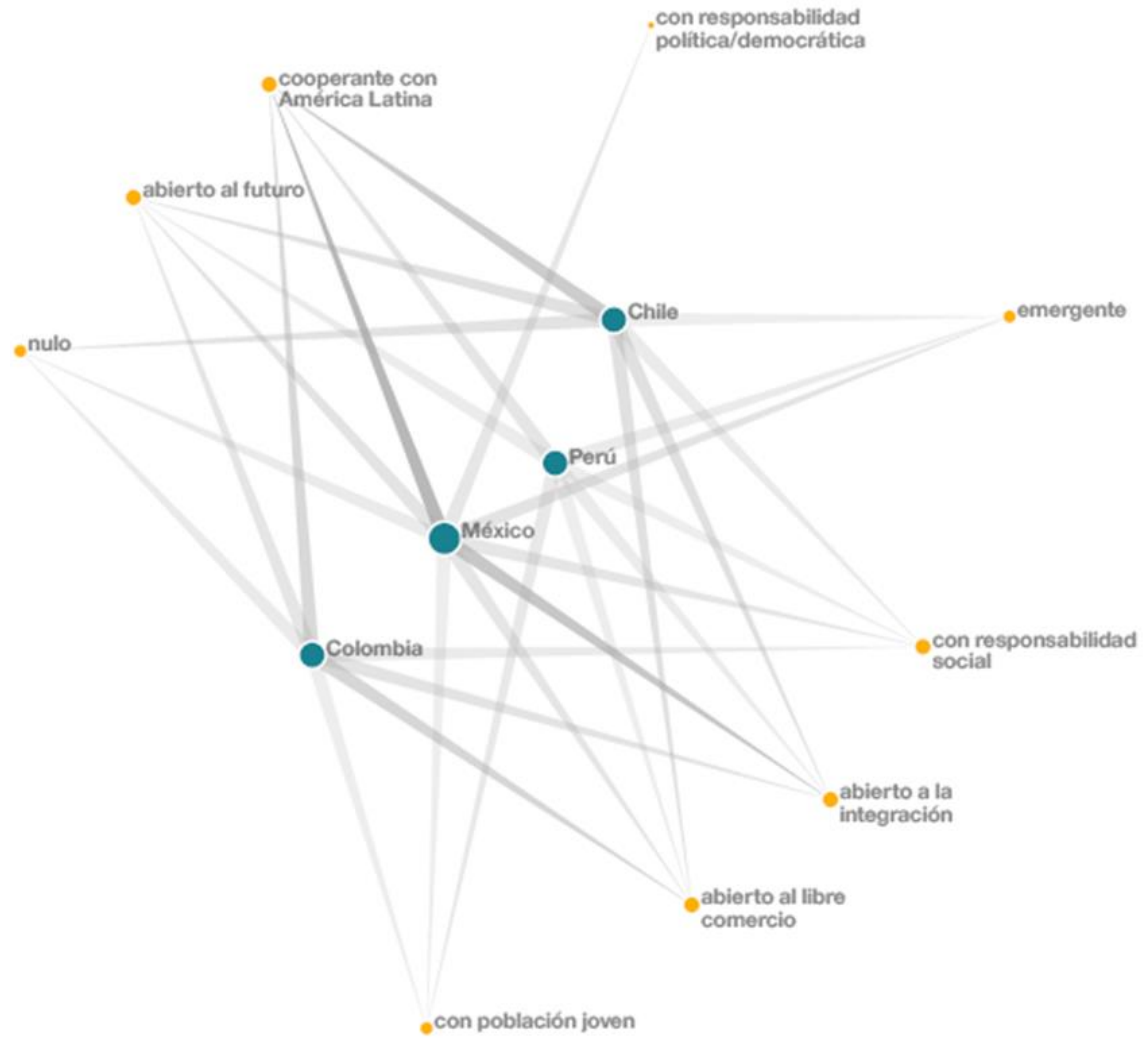 con responsabilidad
política/democrática
cooperante con
América Latina
abierto al futuro
Chile
emergente
nulo
Perú
México
Colombia
con responsabilidad
social
abierto a la
integración
abierto al libre
comercio
con población joven